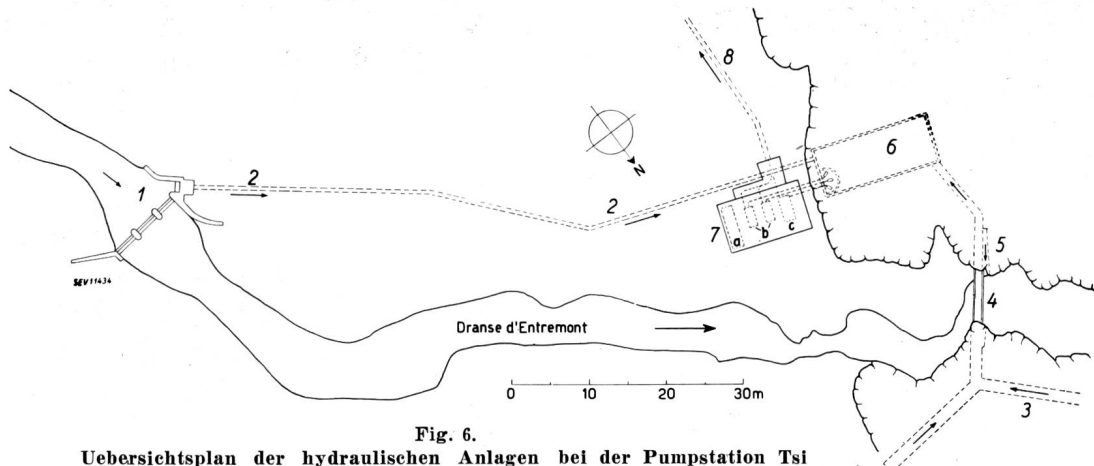 8
6
1
2
N
2
7
a
b
c
5
SEV11434
4
Dranse d'Entremont
0 10 20 30m
3
Fig. 6.
Uebersichtsplan der hydraulischen Anlagen bei der Pumpstation Tsi